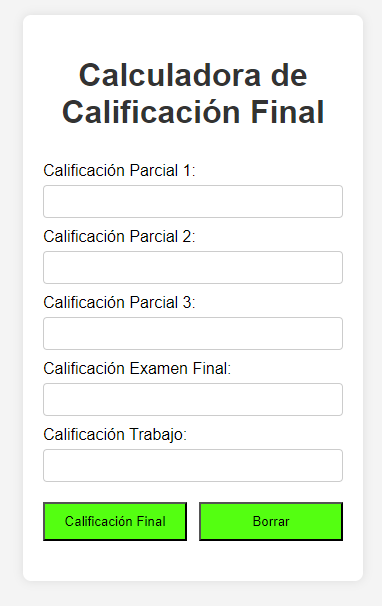 Calculadora de
Calificación Final
Calificación Parcial 1:
Calificación Parcial 2:
Calificación Parcial 3:
Calificación Examen Final:
Calificación Trabajo:
Calificación Final
Borrar